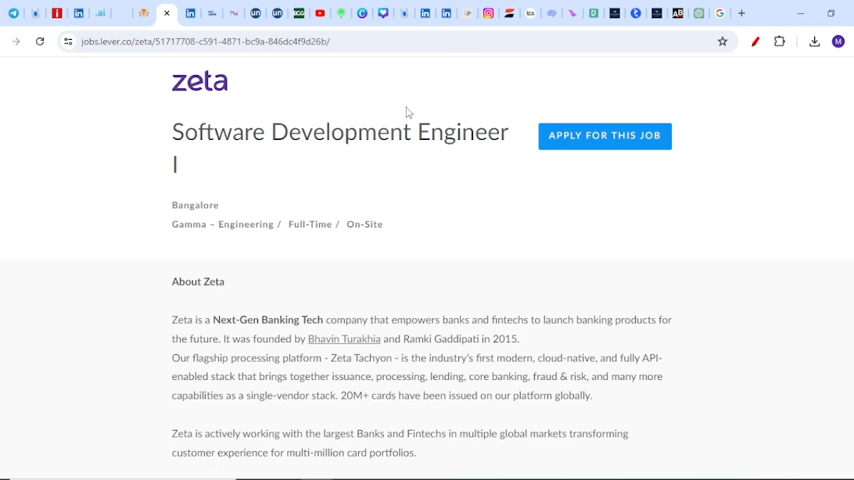 jobs.lever.co/zeta/51717708-c591-4871-bc9a-846dc4f9d26b/
M
zeta
Software Development Engineer
I
APPLY FOR THIS JOB
Bangalore
Gamma – Engineering / Full-Time / On-Site
About Zeta
Zeta is a Next-Gen Banking Tech company that empowers banks and fintechs to launch banking products for
the future. It was founded by Bhavin Turakhia and Ramki Gaddipati in 2015.
Our flagship processing platform - Zeta Tachyon - is the industry’s first modern, cloud-native, and fully API-
enabled stack that brings together issuance, processing, lending, core banking, fraud & risk, and many more
capabilities as a single-vendor stack. 20M+ cards have been issued on our platform globally.
Zeta is actively working with the largest Banks and Fintechs in multiple global markets transforming
customer experience for multi-million card portfolios.